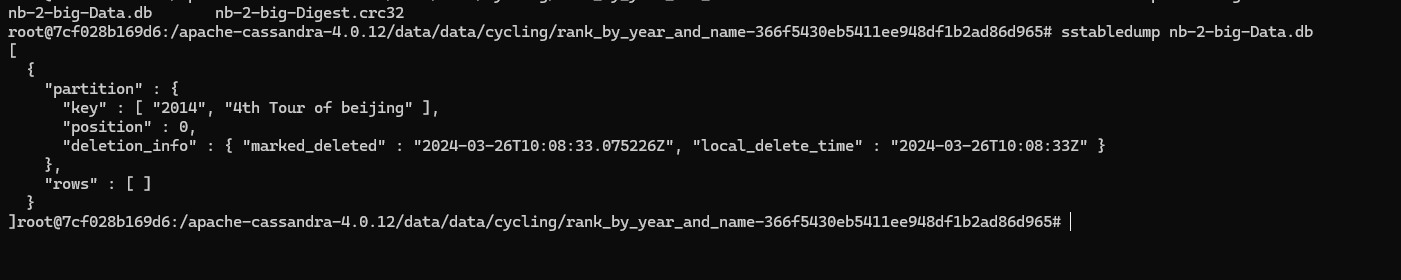 nb-2-big-Data.db       nb-2-big-Digest.crc32
root@7cf028b169d6:/apache-cassandra-4.0.12/data/data/cycling/rank_by_year_and_name-366f5430eb5411ee948df1b2ad86d965# sstabledump nb-2-big-Data.db
[
  {
    "partition" : {
      "key" : [ "2014", "4th Tour of beijing" ],
      "position" : 0,
      "deletion_info" : { "marked_deleted" : "2024-03-26T10:08:33.075226Z", "local_delete_time" : "2024-03-26T10:08:33Z" }
    },
    "rows" : [ ]
  }
]root@7cf028b169d6:/apache-cassandra-4.0.12/data/data/cycling/rank_by_year_and_name-366f5430eb5411ee948df1b2ad86d965#